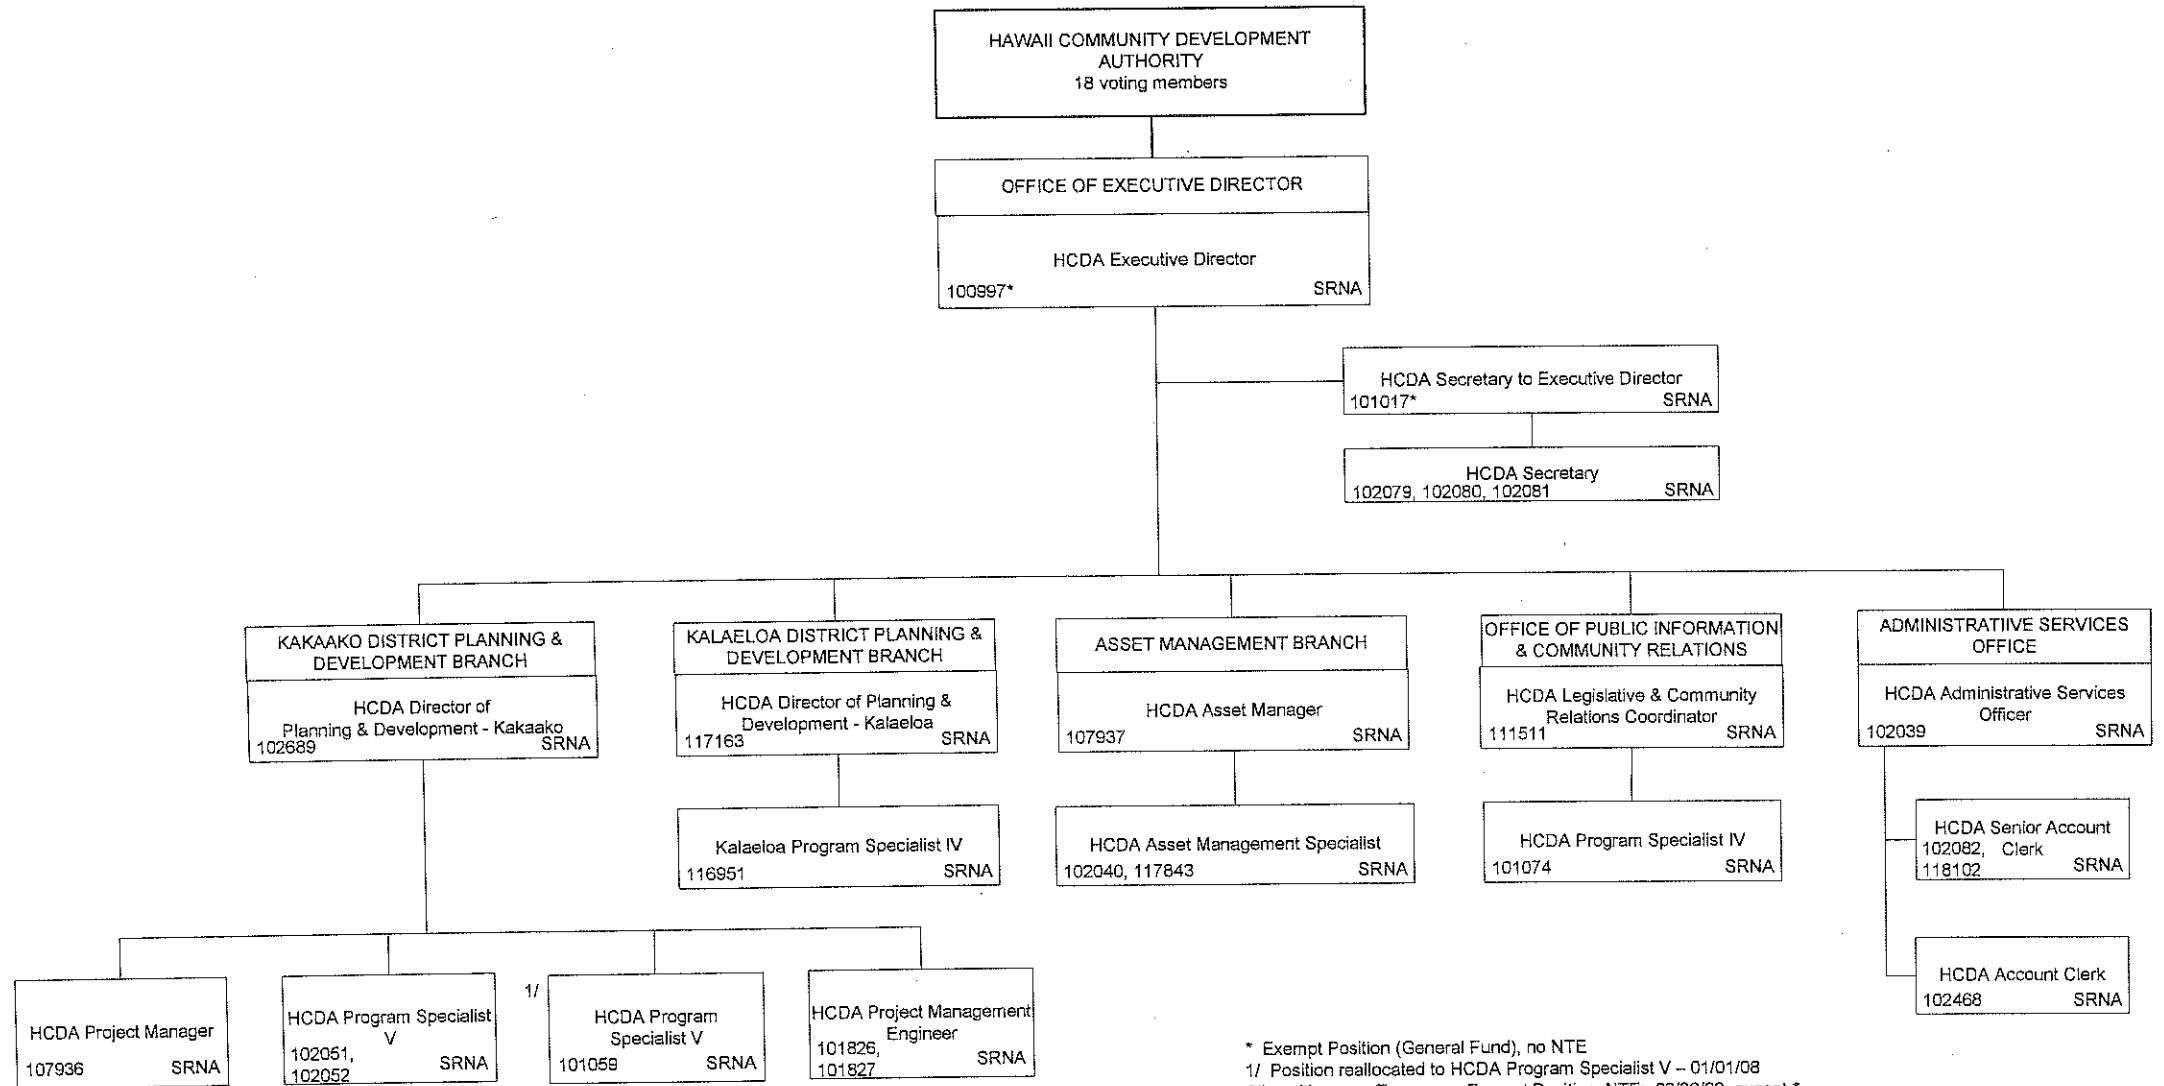 HAWAII COMMUNITY DEVELOPMENT
AUTHORITY
18 voting members
OFFICE OF EXECUTIVE DIRECTOR
HCDA Executive Director
100997* SRNA
HCDA Secretary to Executive Director
101017* SRNA
HCDA Secretary
102079, 102080, 102081 SRNA
KAKAAKO DISTRICT PLANNING &
DEVELOPMENT BRANCH
HCDA Director of
Planning & Development - Kakaako
102689 SRNA
KALAELOA DISTRICT PLANNING &
DEVELOPMENT BRANCH
HCDA Director of Planning &
Development - Kalaeloa
117163 SRNA
ASSET MANAGEMENT BRANCH
HCDA Asset Manager
107937 SRNA
OFFICE OF PUBLIC INFORMATION
& COMMUNITY RELATIONS
HCDA Legislative & Community
Relations Coordinator
111511 SRNA
ADMINISTRATIIVE SERVICES
OFFICE
HCDA Administrative Services
Officer
102039 SRNA
Kalaeloa Program Specialist IV
116951 SRNA
HCDA Asset Management Specialist
102040, 117843 SRNA
HCDA Program Specialist IV
101074 SRNA
HCDA Senior Account
102082, Clerk
118102 SRNA
HCDA Account Clerk
102468 SRNA
HCDA Project Manager
107936 SRNA
HCDA Program Specialist
V
102051,
102052 SRNA
1/
HCDA Program
Specialist V
101059 SRNA
HCDA Project Management
Engineer
101826,
101827 SRNA
* Exempt Position (General Fund), no NTE
1/ Position reallocated to HCDA Program Specialist V – 01/01/08